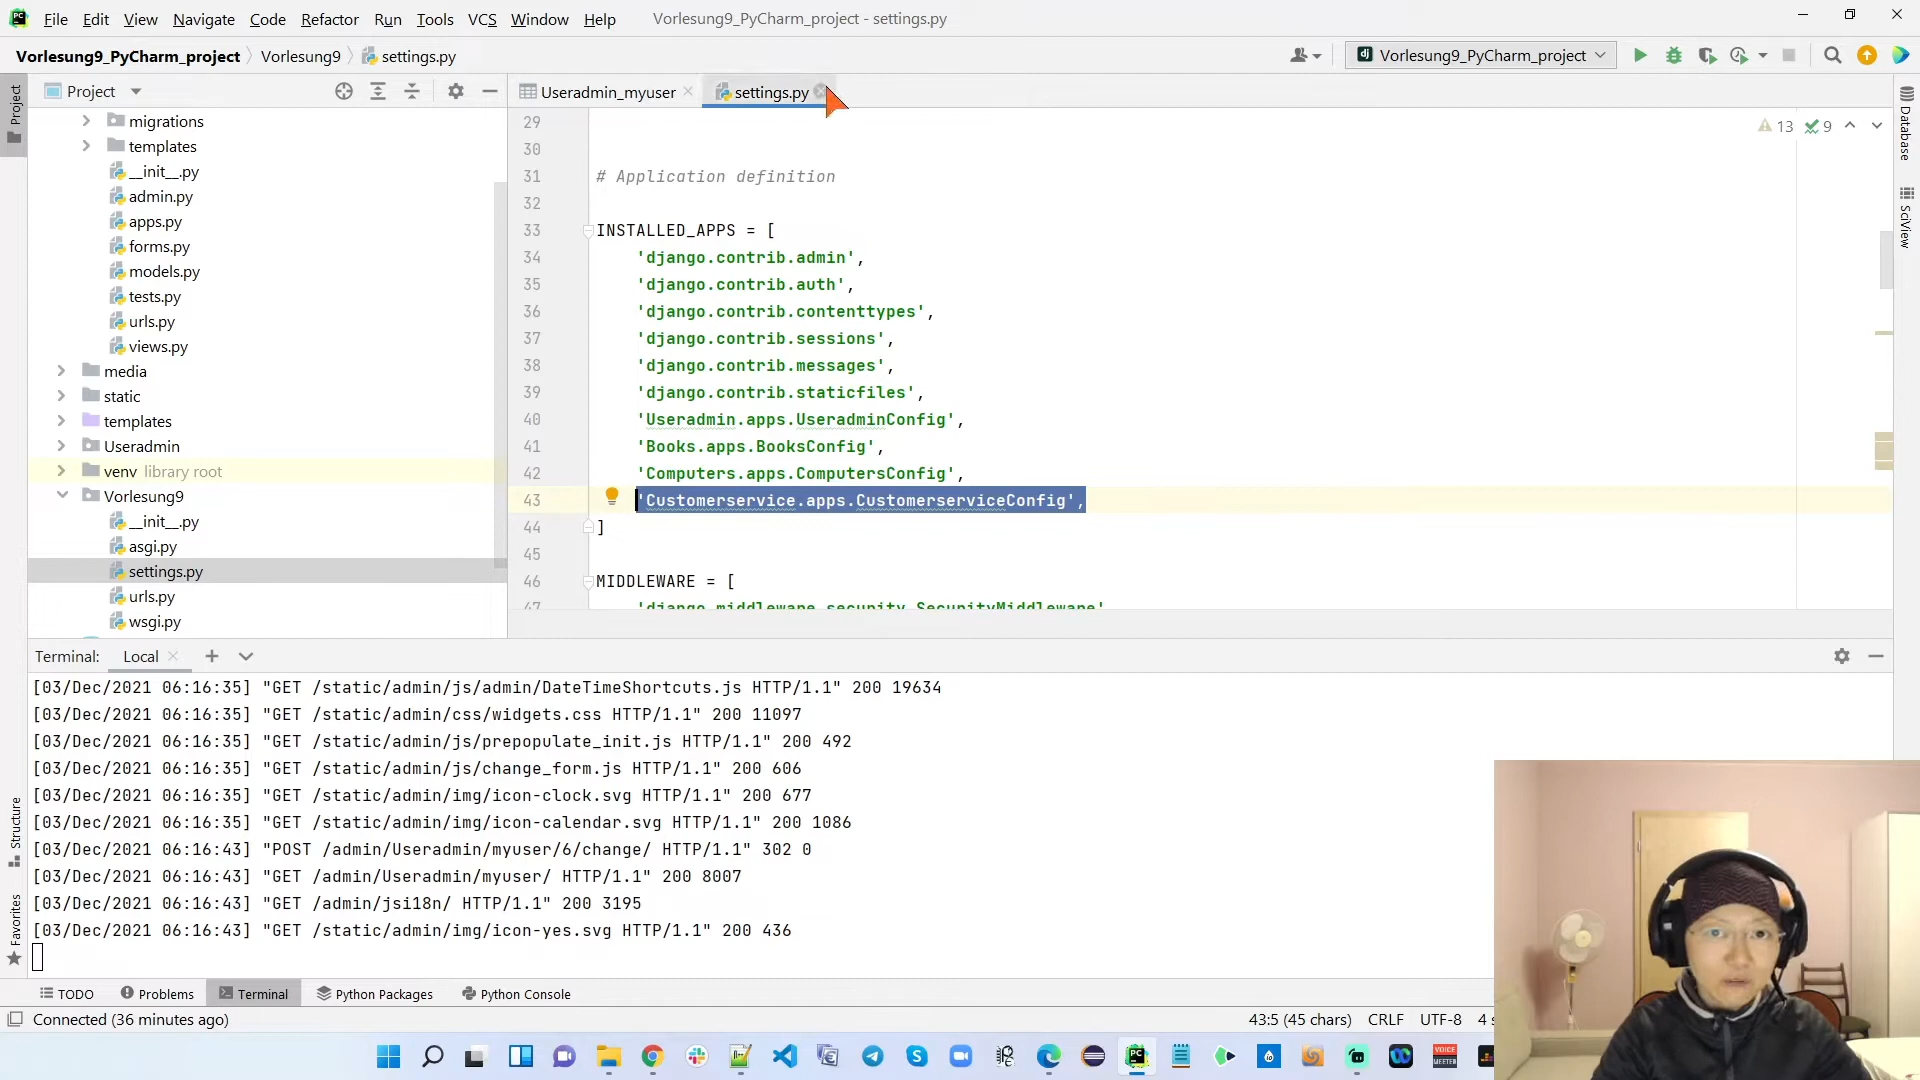 File Edit View Navigate Code Refactor Run Tools VCS Window Help Vorlesung9_PyCharm_project - settings.py
Vorlesung9_PyCharm_project Vorlesung9 settings.py Vorlesung9_PyCharm_project
Project
Project
migrations
templates
__init__.py
admin.py
apps.py
forms.py
models.py
tests.py
urls.py
views.py
media
static
templates
Useradmin
venv library root
Vorlesung9
__init__.py
asgi.py
settings.py
urls.py
wsgi.py
Useradmin_myuser settings.py
13 9
29
30
31 # Application definition
32
33 INSTALLED_APPS = [
34 'django.contrib.admin',
35 'django.contrib.auth',
36 'django.contrib.contenttypes',
37 'django.contrib.sessions',
38 'django.contrib.messages',
39 'django.contrib.staticfiles',
40 'Useradmin.apps.UseradminConfig',
41 'Books.apps.BooksConfig',
42 'Computers.apps.ComputersConfig',
43 'Customerservice.apps.CustomerserviceConfig',
44 ]
45
46 MIDDLEWARE = [
47 'django.middleware.security.SecurityMiddleware'
Database
SciView
Terminal: Local
[03/Dec/2021 06:16:35] "GET /static/admin/js/admin/DateTimeShortcuts.js HTTP/1.1" 200 19634
[03/Dec/2021 06:16:35] "GET /static/admin/css/widgets.css HTTP/1.1" 200 11097
[03/Dec/2021 06:16:35] "GET /static/admin/js/prepopulate_init.js HTTP/1.1" 200 492
[03/Dec/2021 06:16:35] "GET /static/admin/js/change_form.js HTTP/1.1" 200 606
[03/Dec/2021 06:16:35] "GET /static/admin/img/icon-clock.svg HTTP/1.1" 200 677
[03/Dec/2021 06:16:35] "GET /static/admin/img/icon-calendar.svg HTTP/1.1" 200 1086
[03/Dec/2021 06:16:43] "POST /admin/Useradmin/myuser/6/change/ HTTP/1.1" 302 0
[03/Dec/2021 06:16:43] "GET /admin/Useradmin/myuser/ HTTP/1.1" 200 8007
[03/Dec/2021 06:16:43] "GET /admin/jsi18n/ HTTP/1.1" 200 3195
[03/Dec/2021 06:16:43] "GET /static/admin/img/icon-yes.svg HTTP/1.1" 200 436
Structure
Favorites
TODO Problems Terminal Python Packages Python Console
Connected (36 minutes ago) 43:5 (45 chars) CRLF UTF-8 4 s